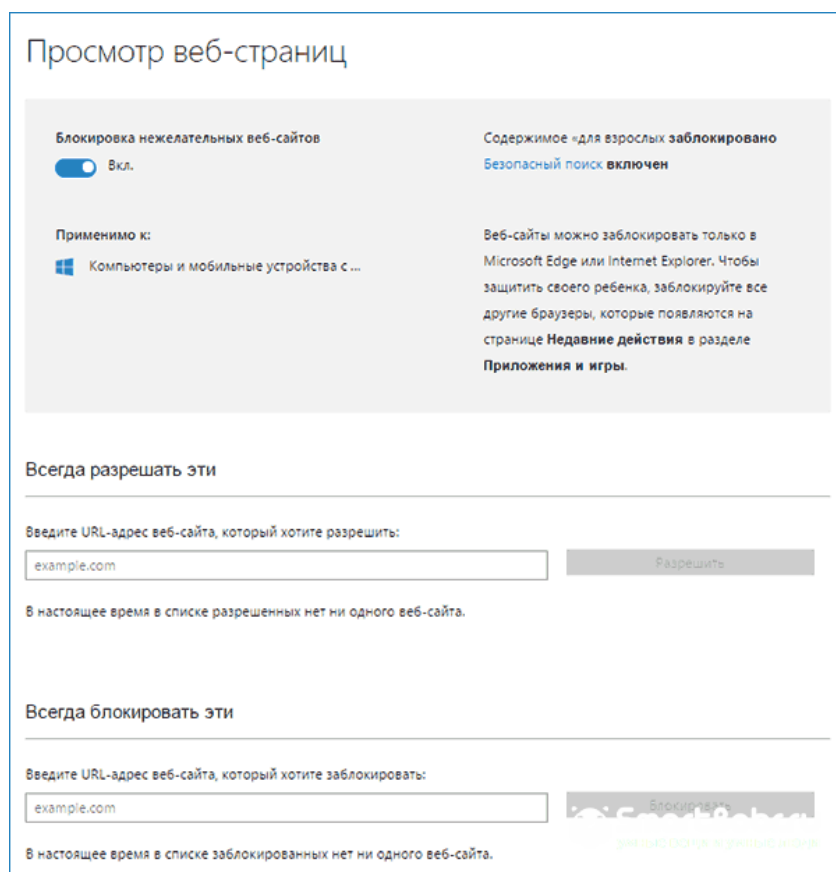 Просмотр веб-страниц
Блокировка нежелательных веб-сайтов
Вкл.
Содержимое «для взрослых заблокировано
Безопасный поиск включен
Применимо к:
Компьютеры и мобильные устройства с ...
Веб-сайты можно заблокировать только в
Microsoft Edge или Internet Explorer. Чтобы
защитить своего ребенка, заблокируйте все
другие браузеры, которые появляются на
странице Недавние действия в разделе
Приложения и игры.
Всегда разрешать эти
Введите URL-адрес веб-сайта, который хотите разрешить:
example.com
Разрешить
В настоящее время в списке разрешенных нет ни одного веб-сайта.
Всегда блокировать эти
Введите URL-адрес веб-сайта, который хотите заблокировать:
example.com
Блокировать
В настоящее время в списке заблокированных нет ни одного веб-сайта.